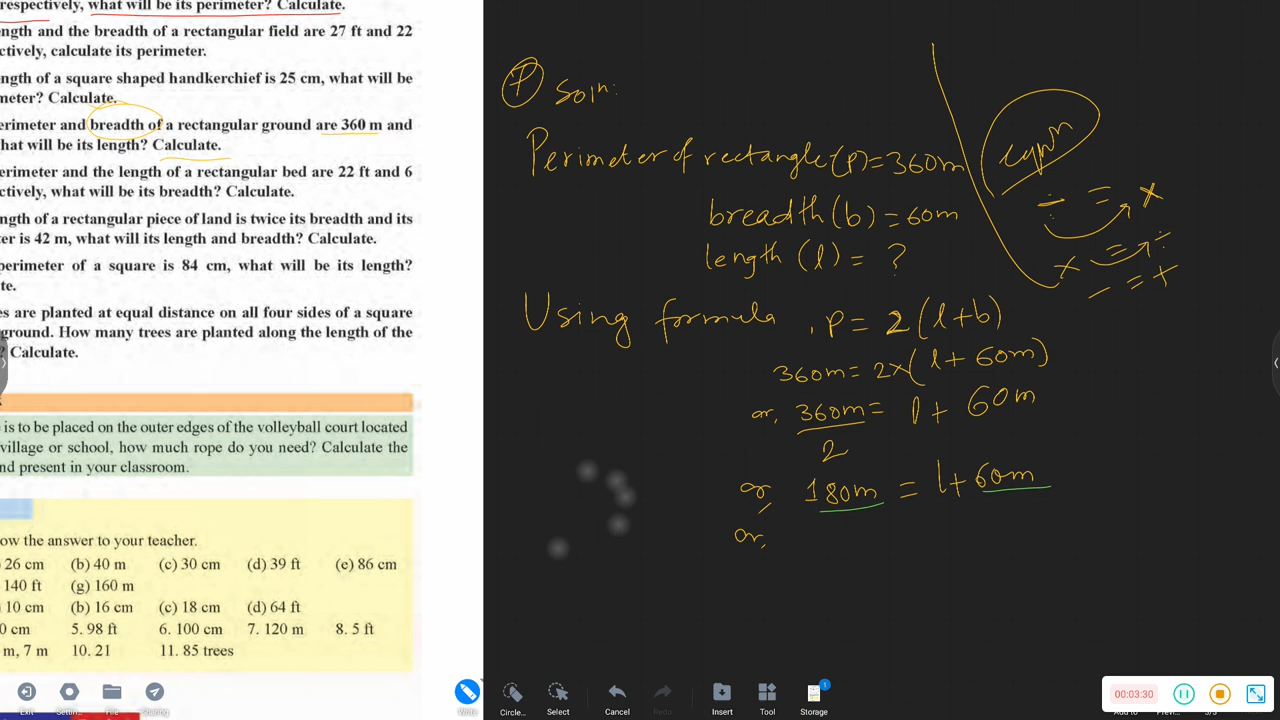 respectively, what will be its perimeter? Calculate.
ngth and the breadth of a rectangular field are 27 ft and 22
ctively, calculate its perimeter.
ngth of a square shaped handkerchief is 25 cm, what will be
meter? Calculate.
erimeter and breadth of a rectangular ground are 360 m and
hat will be its length? Calculate.
erimeter and the length of a rectangular bed are 22 ft and 6
ctively, what will be its breadth? Calculate.
ngth of a rectangular piece of land is twice its breadth and its
ter is 42 m, what will its length and breadth? Calculate.
perimeter of a square is 84 cm, what will be its length?
te.
es are planted at equal distance on all four sides of a square
ground. How many trees are planted along the length of the
? Calculate.
is to be placed on the outer edges of the volleyball court located
village or school, how much rope do you need? Calculate the
nd present in your classroom.
ow the answer to your teacher.
26 cm (b) 40 m (c) 30 cm (d) 39 ft (e) 86 cm
140 ft (g) 160 m
10 cm (b) 16 cm (c) 18 cm (d) 64 ft
0 cm 5. 98 ft 6. 100 cm 7. 120 m 8. 5 ft
m, 7 m 10. 21 11. 85 trees
7 Soln:
Perimeter of rectangle (p) = 360m
breadth (b) = 60m
length (l) = ?
Using formula, p = 2 (l+b)
360m = 2×(l + 60m)
or, 360m = l + 60m
2
or, 180m = l + 60m
or,
÷ = ×
× = ÷
− = +
Exit Settin... File Sharing Write Circle... Select Cancel Redo Insert Tool Storage 1
00:03:30